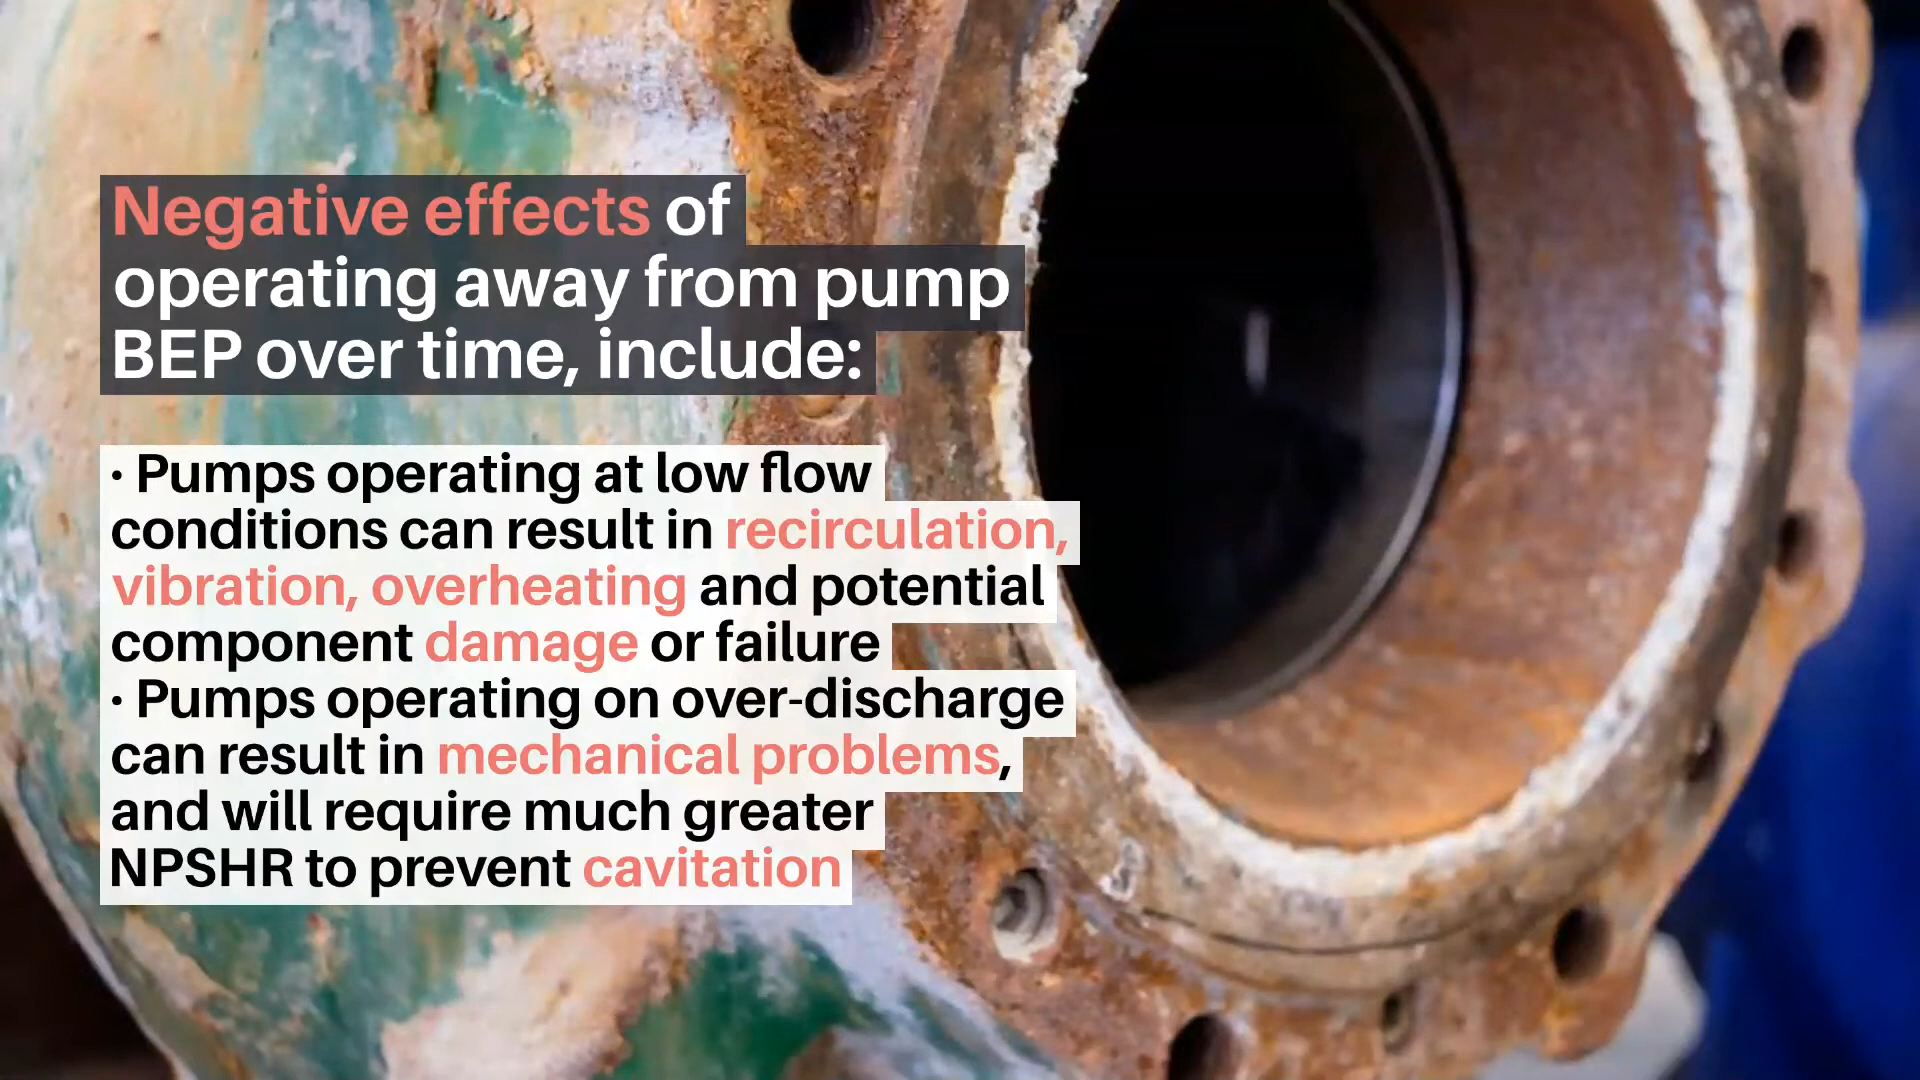 Negative effects of
operating away from pump
BEP over time, include:
· Pumps operating at low flow
conditions can result in recirculation,
vibration, overheating and potential
component damage or failure
· Pumps operating on over-discharge
can result in mechanical problems,
and will require much greater
NPSHR to prevent cavitation